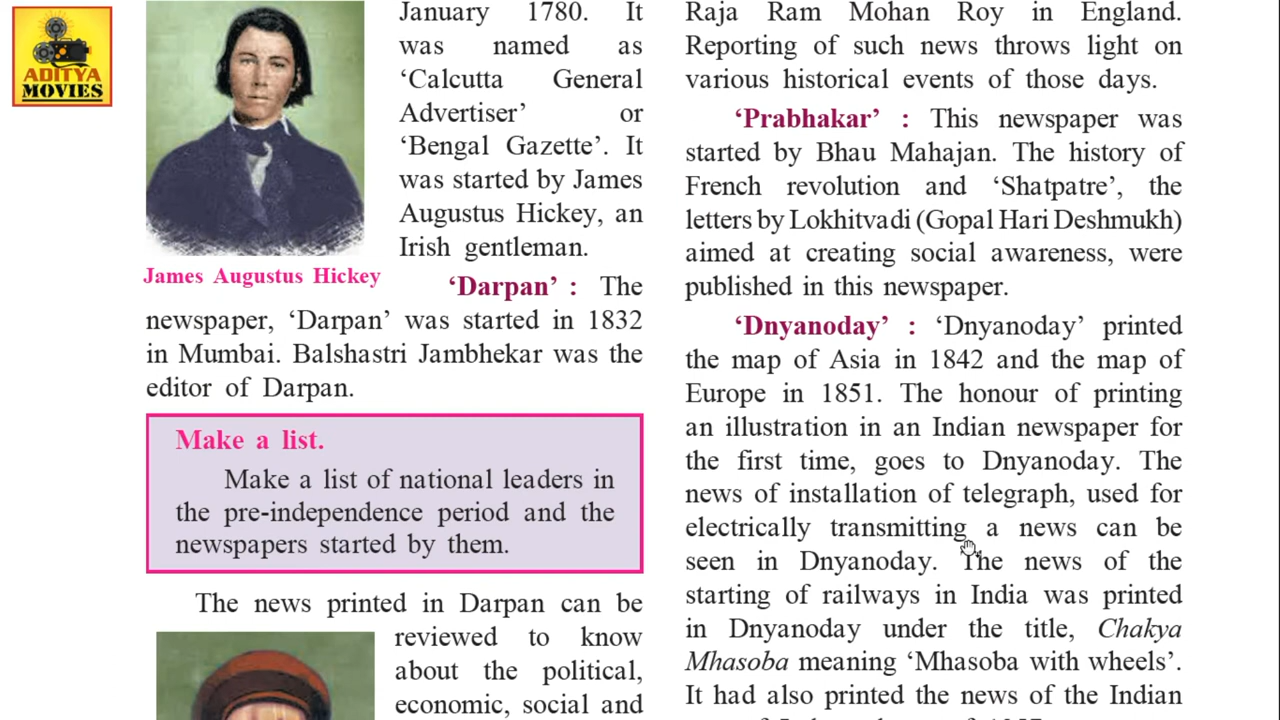 ADITYA
MOVIES
January 1780. It
was named as
‘Calcutta General
Advertiser’ or
‘Bengal Gazette’. It
was started by James
Augustus Hickey, an
Irish gentleman.
James Augustus Hickey
‘Darpan’ : The
newspaper, ‘Darpan’ was started in 1832
in Mumbai. Balshastri Jambhekar was the
editor of Darpan.
Make a list.
Make a list of national leaders in
the pre-independence period and the
newspapers started by them.
The news printed in Darpan can be
reviewed to know
about the political,
economic, social and
Raja Ram Mohan Roy in England.
Reporting of such news throws light on
various historical events of those days.
‘Prabhakar’ : This newspaper was
started by Bhau Mahajan. The history of
French revolution and ‘Shatpatre’, the
letters by Lokhitvadi (Gopal Hari Deshmukh)
aimed at creating social awareness, were
published in this newspaper.
‘Dnyanoday’ : ‘Dnyanoday’ printed
the map of Asia in 1842 and the map of
Europe in 1851. The honour of printing
an illustration in an Indian newspaper for
the first time, goes to Dnyanoday. The
news of installation of telegraph, used for
electrically transmitting a news can be
seen in Dnyanoday. The news of the
starting of railways in India was printed
in Dnyanoday under the title, Chakya
Mhasoba meaning ‘Mhasoba with wheels’.
It had also printed the news of the Indian